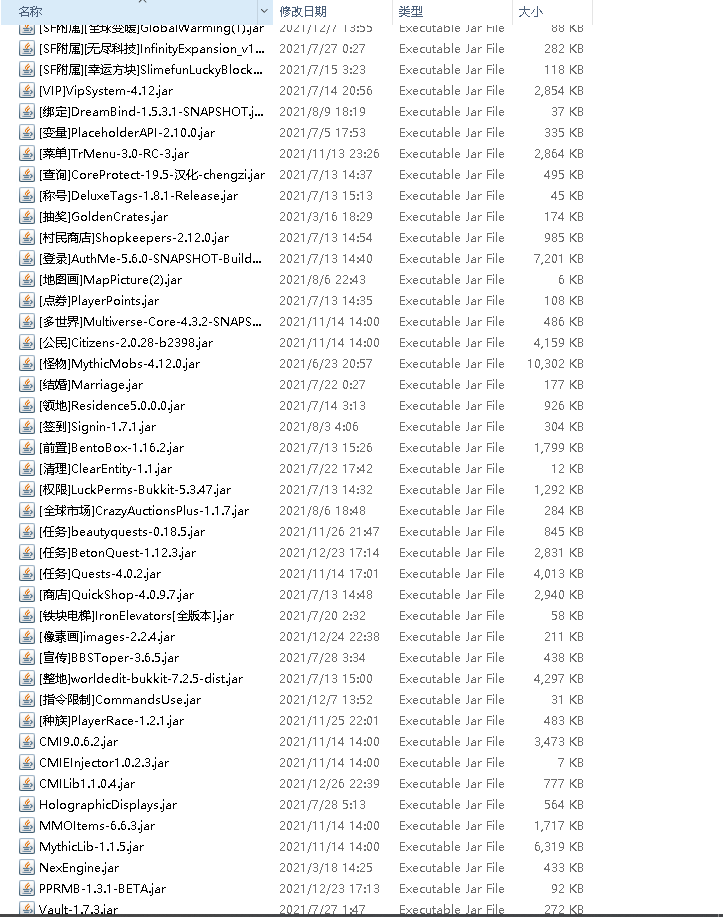 名称 修改日期 类型 大小
[SF附属][全球变暖]GlobalWarming(1).jar 2021/12/7 13:55 Executable Jar File 88 KB
[SF附属][无尽科技]InfinityExpansion_v1... 2021/7/27 0:27 Executable Jar File 282 KB
[SF附属][幸运方块]SlimefunLuckyBlock... 2021/7/15 3:23 Executable Jar File 118 KB
[VIP]VipSystem-4.12.jar 2021/7/14 20:56 Executable Jar File 2,854 KB
[绑定]DreamBind-1.5.3.1-SNAPSHOT.j... 2021/8/9 18:19 Executable Jar File 37 KB
[变量]PlaceholderAPI-2.10.0.jar 2021/7/5 17:53 Executable Jar File 335 KB
[菜单]TrMenu-3.0-RC-3.jar 2021/11/13 23:26 Executable Jar File 2,864 KB
[查询]CoreProtect-19.5-汉化-chengzi.jar 2021/7/13 14:37 Executable Jar File 495 KB
[称号]DeluxeTags-1.8.1-Release.jar 2021/7/13 15:13 Executable Jar File 45 KB
[抽奖]GoldenCrates.jar 2021/3/16 18:29 Executable Jar File 174 KB
[村民商店]Shopkeepers-2.12.0.jar 2021/7/13 14:54 Executable Jar File 985 KB
[登录]AuthMe-5.6.0-SNAPSHOT-Build... 2021/7/13 14:40 Executable Jar File 7,201 KB
[地图画]MapPicture(2).jar 2021/8/6 22:43 Executable Jar File 6 KB
[点券]PlayerPoints.jar 2021/7/13 14:35 Executable Jar File 108 KB
[多世界]Multiverse-Core-4.3.2-SNAPS... 2021/11/14 14:00 Executable Jar File 486 KB
[公民]Citizens-2.0.28-b2398.jar 2021/11/14 14:00 Executable Jar File 4,159 KB
[怪物]MythicMobs-4.12.0.jar 2021/6/23 20:57 Executable Jar File 10,302 KB
[结婚]Marriage.jar 2021/7/22 0:27 Executable Jar File 177 KB
[领地]Residence5.0.0.0.jar 2021/7/14 3:13 Executable Jar File 926 KB
[签到]Signin-1.7.1.jar 2021/8/3 4:06 Executable Jar File 304 KB
[前置]BentoBox-1.16.2.jar 2021/7/13 15:26 Executable Jar File 1,799 KB
[清理]ClearEntity-1.1.jar 2021/7/22 17:42 Executable Jar File 12 KB
[权限]LuckPerms-Bukkit-5.3.47.jar 2021/7/13 14:32 Executable Jar File 1,292 KB
[全球市场]CrazyAuctionsPlus-1.1.7.jar 2021/8/6 18:48 Executable Jar File 284 KB
[任务]beautyquests-0.18.5.jar 2021/11/26 21:47 Executable Jar File 845 KB
[任务]BetonQuest-1.12.3.jar 2021/12/23 17:14 Executable Jar File 2,831 KB
[任务]Quests-4.0.2.jar 2021/11/14 17:01 Executable Jar File 4,013 KB
[商店]QuickShop-4.0.9.7.jar 2021/7/13 14:48 Executable Jar File 2,940 KB
[铁块电梯]IronElevators[全版本].jar 2021/7/20 2:32 Executable Jar File 58 KB
[像素画]images-2.2.4.jar 2021/12/24 22:38 Executable Jar File 211 KB
[宣传]BBSToper-3.6.5.jar 2021/7/28 3:34 Executable Jar File 438 KB
[整地]worldedit-bukkit-7.2.5-dist.jar 2021/7/13 15:00 Executable Jar File 4,297 KB
[指令限制]CommandsUse.jar 2021/12/7 13:52 Executable Jar File 31 KB
[种族]PlayerRace-1.2.1.jar 2021/11/25 22:01 Executable Jar File 483 KB
CMI9.0.6.2.jar 2021/11/14 14:00 Executable Jar File 3,473 KB
CMIEInjector1.0.2.3.jar 2021/11/14 14:00 Executable Jar File 7 KB
CMILib1.1.0.4.jar 2021/12/26 22:39 Executable Jar File 777 KB
HolographicDisplays.jar 2021/7/28 5:13 Executable Jar File 564 KB
MMOItems-6.6.3.jar 2021/11/14 14:00 Executable Jar File 1,717 KB
MythicLib-1.1.5.jar 2021/11/14 14:00 Executable Jar File 6,319 KB
NexEngine.jar 2021/3/18 14:25 Executable Jar File 433 KB
PPRMB-1.3.1-BETA.jar 2021/12/23 17:13 Executable Jar File 92 KB
Vault-1.7.3.jar 2021/7/27 1:47 Executable Jar File 272 KB